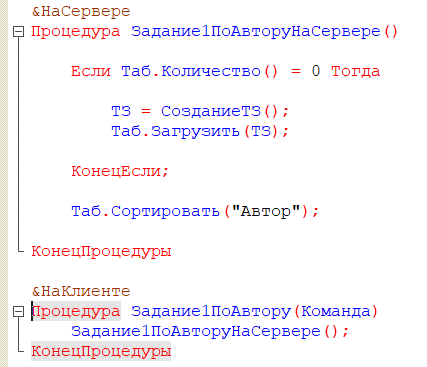 &НаСервере
Процедура Задание1ПоАвторуНаСервере()
Если Таб.Количество() = 0 Тогда
ТЗ = СозданиеТЗ();
Таб.Загрузить(ТЗ);
КонецЕсли;
Таб.Сортировать("Автор");
КонецПроцедуры
&НаКлиенте
Процедура Задание1ПоАвтору(Команда)
Задание1ПоАвторуНаСервере();
КонецПроцедуры